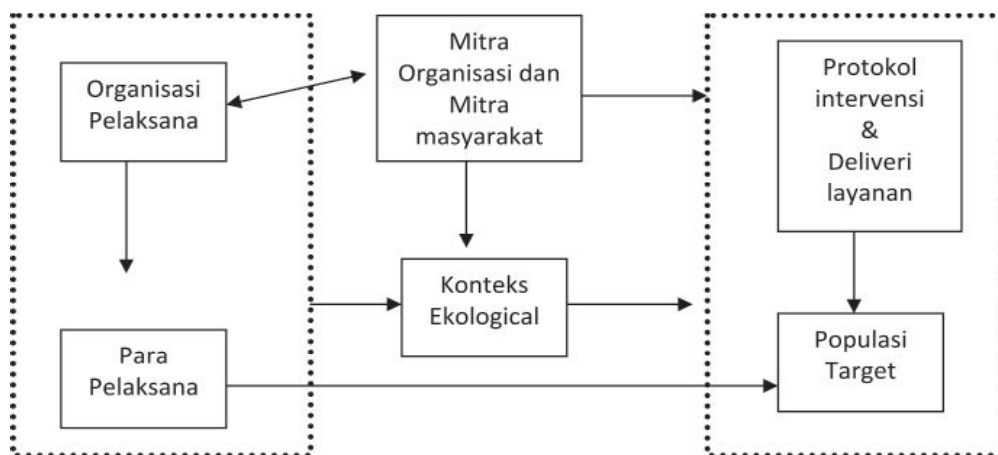 Organisasi
Pelaksana
Para
Pelaksana
Mitra
Organisasi dan
Mitra
masyarakat
Konteks
Ekological
Protokol
intervensi
&
Deliveri
layanan
Populasi
Target